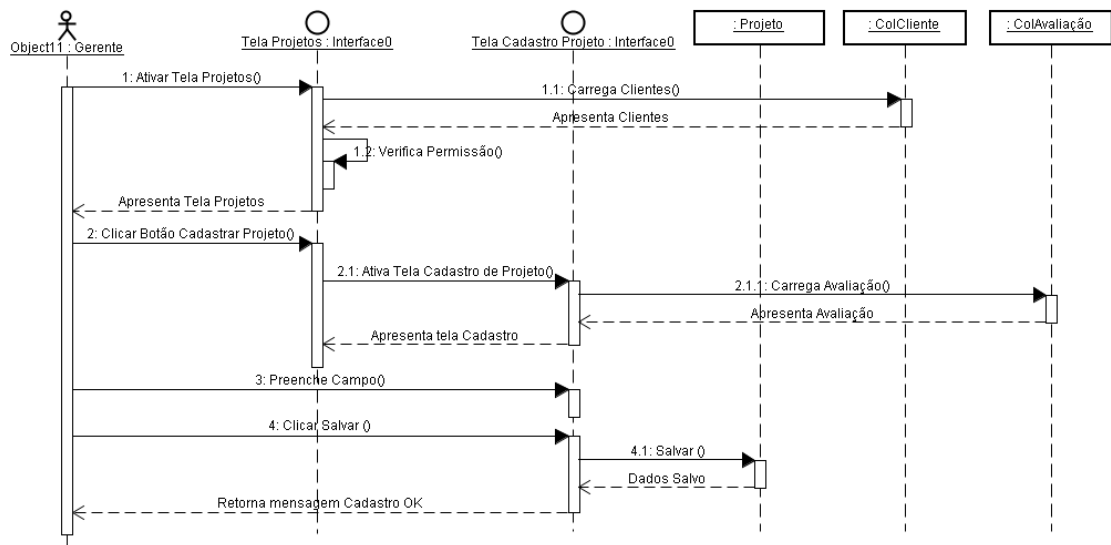 Object11 : Gerente
Tela Projetos : Interface0
Tela Cadastro Projeto : Interface0
: Projeto
: ColCliente
: ColAvaliação
1: Ativar Tela Projetos()
1.1: Carrega Clientes()
Apresenta Clientes
1.2: Verifica Permissão()
Apresenta Tela Projetos
2: Clicar Botão Cadastrar Projeto()
2.1: Ativa Tela Cadastro de Projeto()
2.1.1: Carrega Avaliação()
Apresenta Avaliação
Apresenta tela Cadastro
3: Preenche Campo()
4: Clicar Salvar ()
4.1: Salvar ()
Dados Salvo
Retorna mensagem Cadastro OK